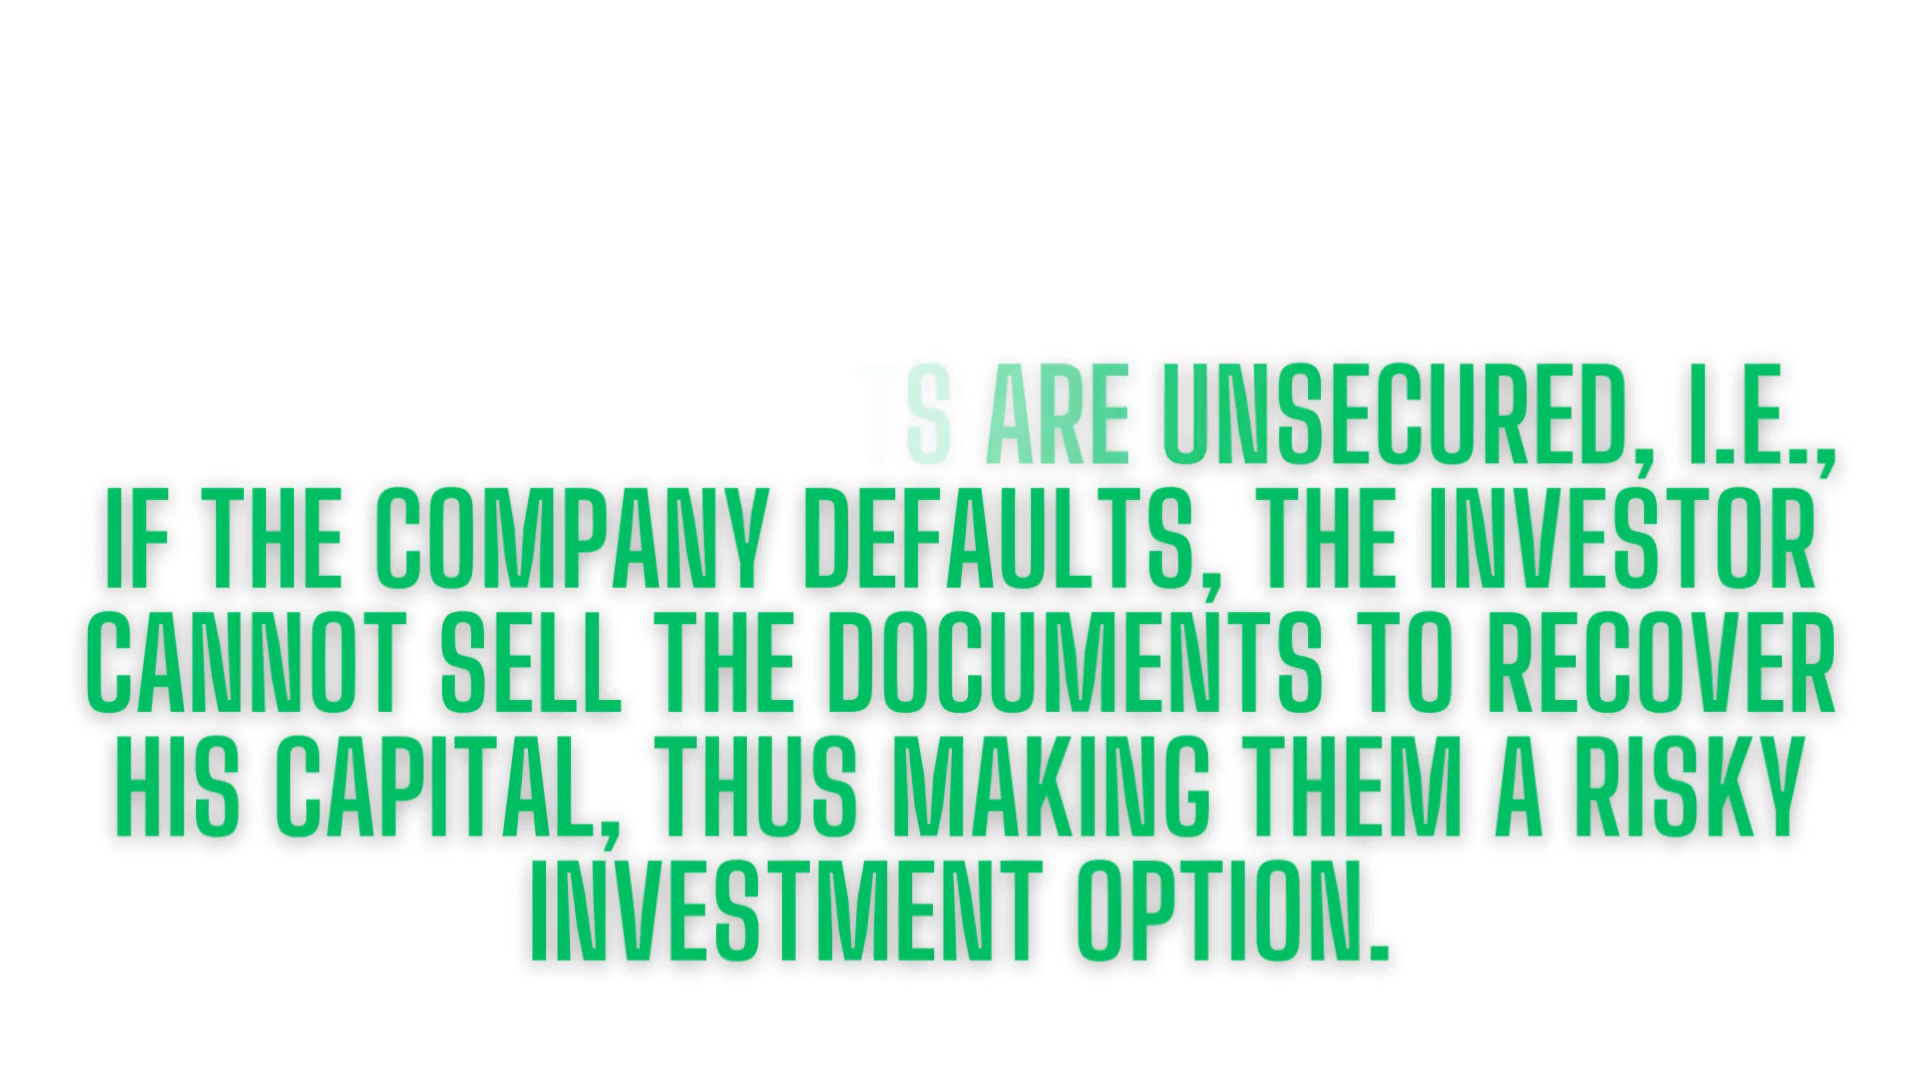 TS ARE UNSECURED, I.E.,
IF THE COMPANY DEFAULTS, THE INVESTOR
CANNOT SELL THE DOCUMENTS TO RECOVER
HIS CAPITAL, THUS MAKING THEM A RISKY
INVESTMENT OPTION.